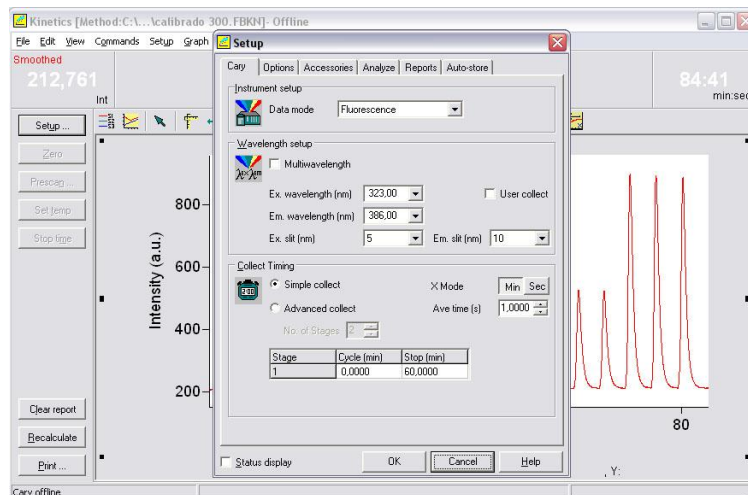 Kinetics [Method:C:\...\calibrado 300.FBKN]- Offline
File Edit View Commands Setup Graph
Smoothed
212,761
Int
84:41
min:sec
Setup ...
Zero
Prescan ...
Set temp
Stop time
Clear report
Recalculate
Print ...
Cary offline
Intensity (a.u.)
800
600
400
200
80
, Y:
Setup
Cary Options Accessories Analyze Reports Auto-store
Instrument setup
Data mode Fluorescence
Wavelength setup
λex λem
Multiwavelength
Ex. wavelength (nm) 323,00 User collect
Em. wavelength (nm) 386,00
Ex. slit (nm) 5 Em. slit (nm) 10
Collect Timing
Simple collect X Mode Min Sec
Advanced collect Ave time (s) 1,0000
No. of Stages 2
Stage Cycle (min) Stop (min)
1 0,0000 60,0000
Status display OK Cancel Help